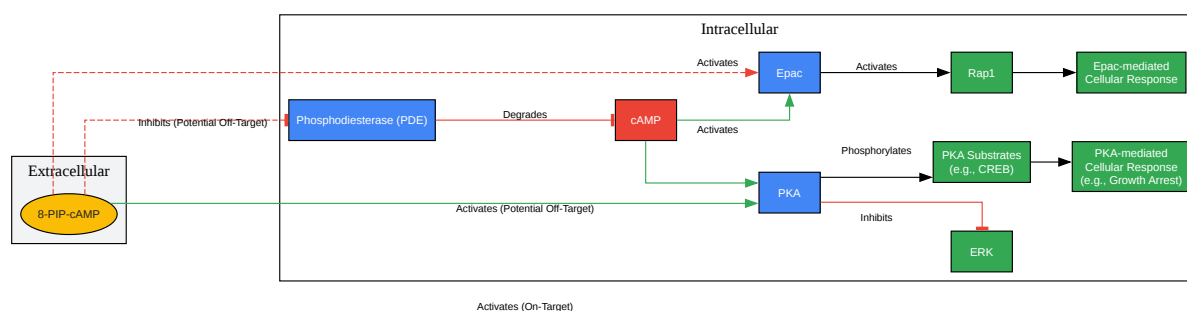 Intracellular
Activates
Epac
Activates
Rap1
Epac-mediated
Cellular Response
Inhibits (Potential Off-Target)
Phosphodiesterase (PDE)
Degrades
cAMP
Activates
Extracellular
8-PIP-cAMP
Activates (Potential Off-Target)
PKA
Phosphorylates
PKA Substrates
(e.g., CREB)
PKA-mediated
Cellular Response
(e.g., Growth Arrest)
Inhibits
ERK
Activates (On-Target)